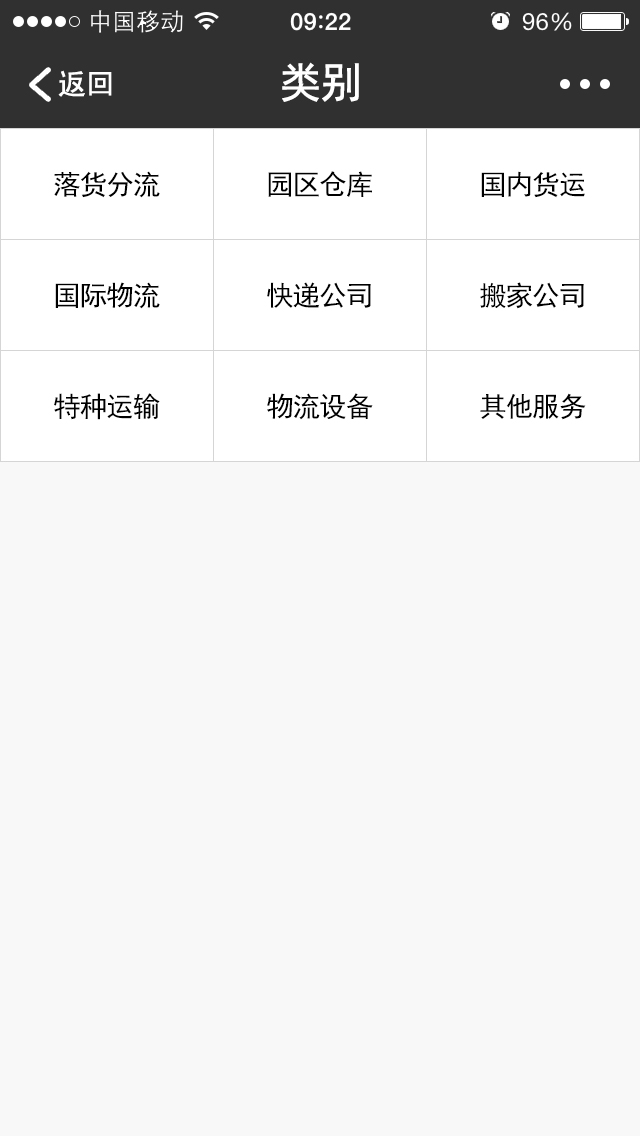 中国移动 09:22 96%
返回 类别
落货分流 园区仓库 国内货运
国际物流 快递公司 搬家公司
特种运输 物流设备 其他服务